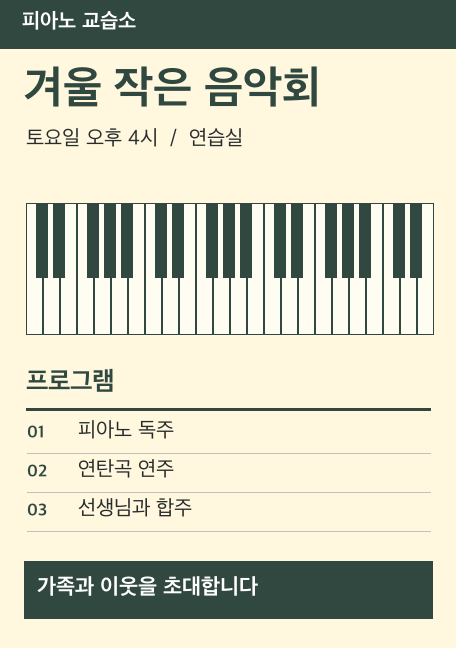 피아노 교습소
겨울 작은 음악회
토요일 오후 4시 / 연습실
프로그램
01 피아노 독주
02 연탄곡 연주
03 선생님과 합주
가족과 이웃을 초대합니다